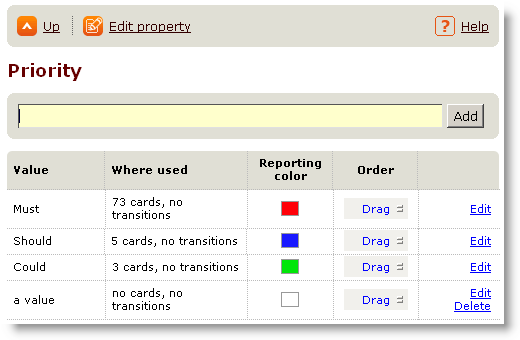 Up Edit property ? Help
Priority
Add
Value Where used Reporting color Order
Must 73 cards, no transitions Drag Edit
Should 5 cards, no transitions Drag Edit
Could 3 cards, no transitions Drag Edit
a value no cards, no transitions Drag Edit
Delete